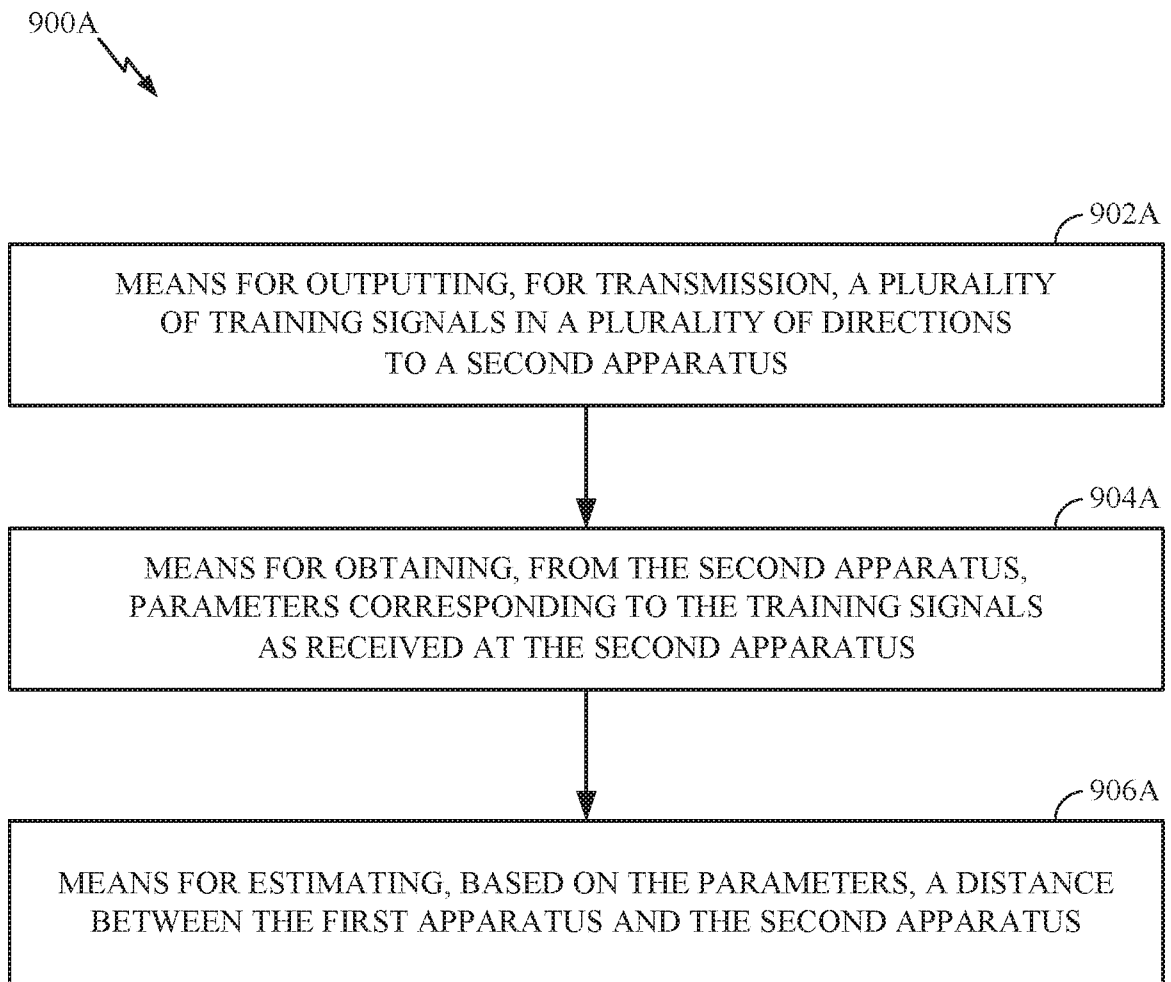 900A
902A
MEANS FOR OUTPUTTING, FOR TRANSMISSION, A PLURALITY
OF TRAINING SIGNALS IN A PLURALITY OF DIRECTIONS
TO A SECOND APPARATUS
904A
MEANS FOR OBTAINING, FROM THE SECOND APPARATUS,
PARAMETERS CORRESPONDING TO THE TRAINING SIGNALS
AS RECEIVED AT THE SECOND APPARATUS
906A
MEANS FOR ESTIMATING, BASED ON THE PARAMETERS, A DISTANCE
BETWEEN THE FIRST APPARATUS AND THE SECOND APPARATUS